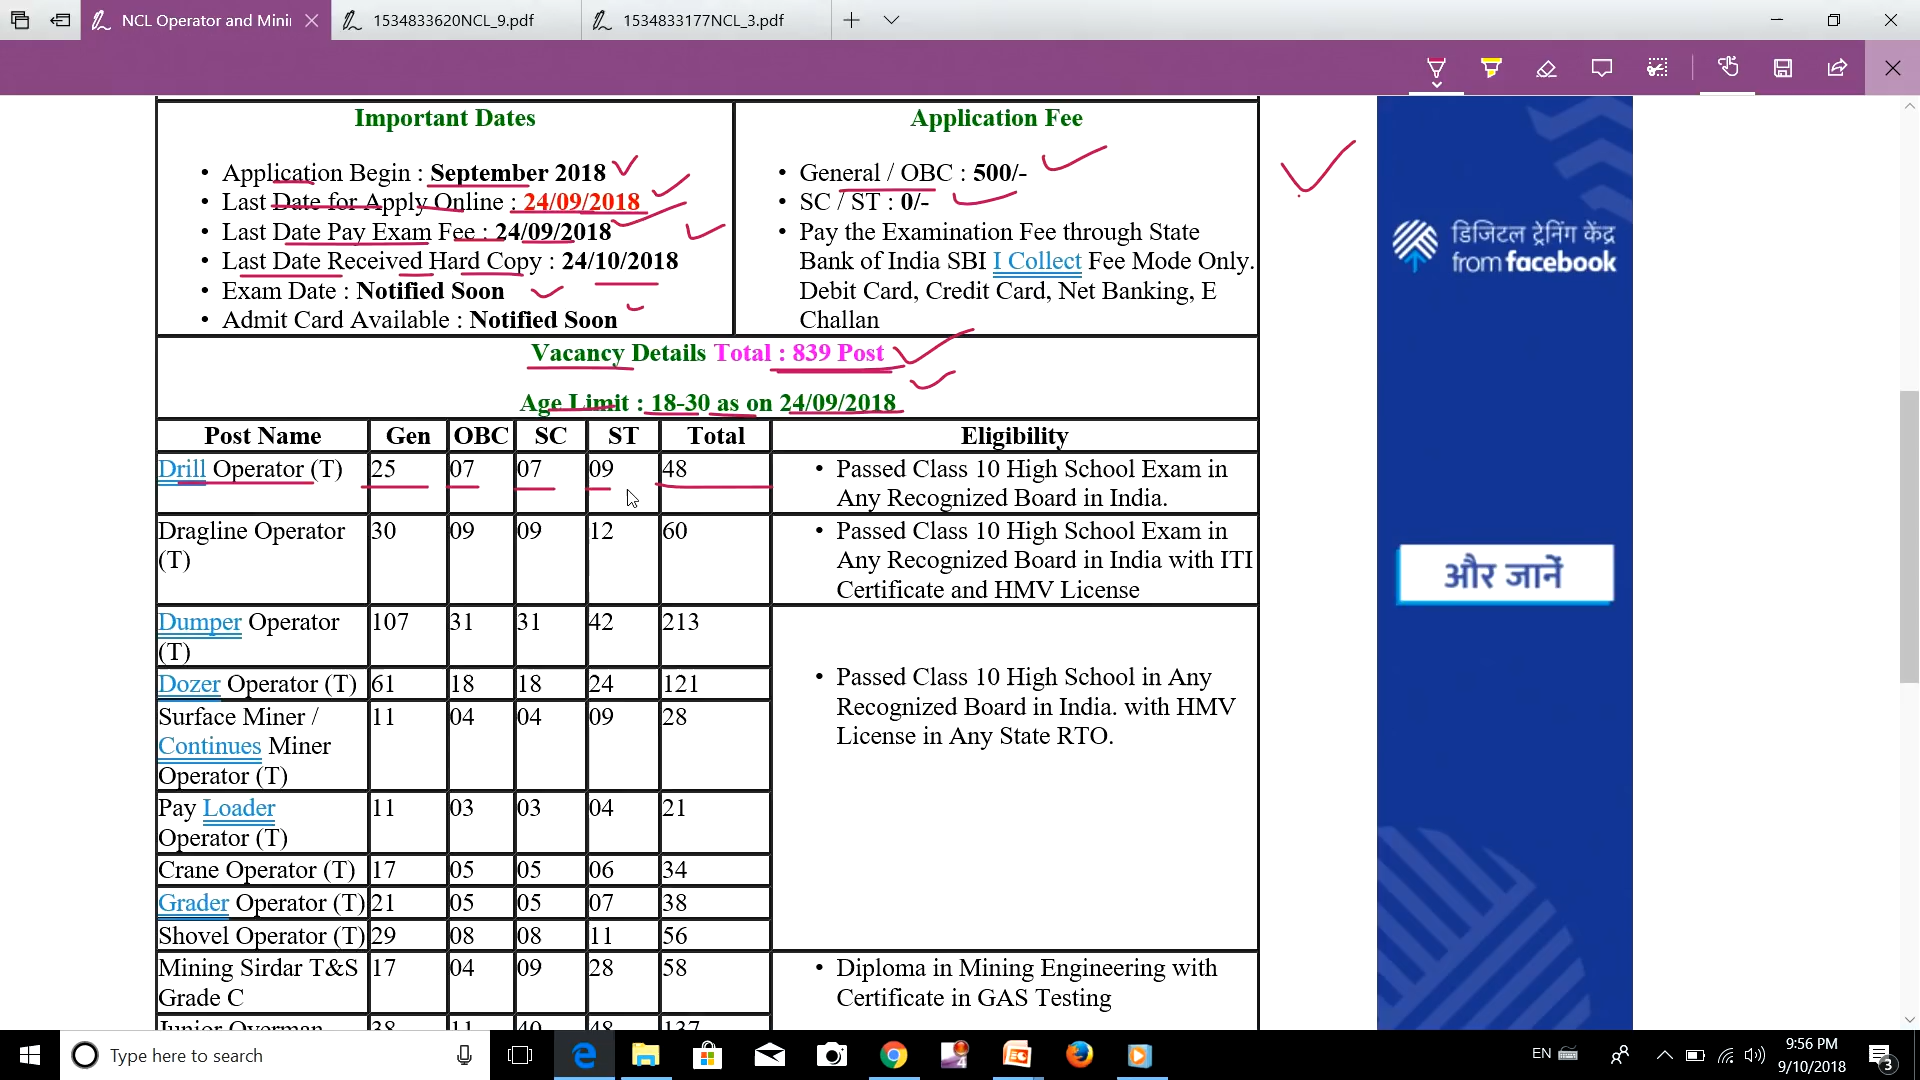 NCL Operator and Mini
1534833620NCL_9.pdf
1534833177NCL_3.pdf
Important Dates
Application Begin : September 2018
Last Date for Apply Online : 24/09/2018
Last Date Pay Exam Fee : 24/09/2018
Last Date Received Hard Copy : 24/10/2018
Exam Date : Notified Soon
Admit Card Available : Notified Soon
Application Fee
General / OBC : 500/-
SC / ST : 0/-
Pay the Examination Fee through State
Bank of India SBI I Collect Fee Mode Only.
Debit Card, Credit Card, Net Banking, E
Challan
Vacancy Details Total : 839 Post
Age Limit : 18-30 as on 24/09/2018
Post Name Gen OBC SC ST Total Eligibility
Drill Operator (T) 25 07 07 09 48
Passed Class 10 High School Exam in
Any Recognized Board in India.
Dragline Operator
(T) 30 09 09 12 60
Passed Class 10 High School Exam in
Any Recognized Board in India with ITI
Certificate and HMV License
Dumper Operator
(T) 107 31 31 42 213
Dozer Operator (T) 61 18 18 24 121
Surface Miner /
Continues Miner
Operator (T) 11 04 04 09 28
Pay Loader
Operator (T) 11 03 03 04 21
Crane Operator (T) 17 05 05 06 34
Grader Operator (T) 21 05 05 07 38
Shovel Operator (T) 29 08 08 11 56
Passed Class 10 High School in Any
Recognized Board in India. with HMV
License in Any State RTO.
Mining Sirdar T&S
Grade C 17 04 09 28 58
Diploma in Mining Engineering with
Certificate in GAS Testing
Junior Overman 38 11 40 48 137
डिजिटल ट्रेनिंग केंद्र
from facebook
और जानें
Type here to search
EN
9:56 PM
9/10/2018
3
4